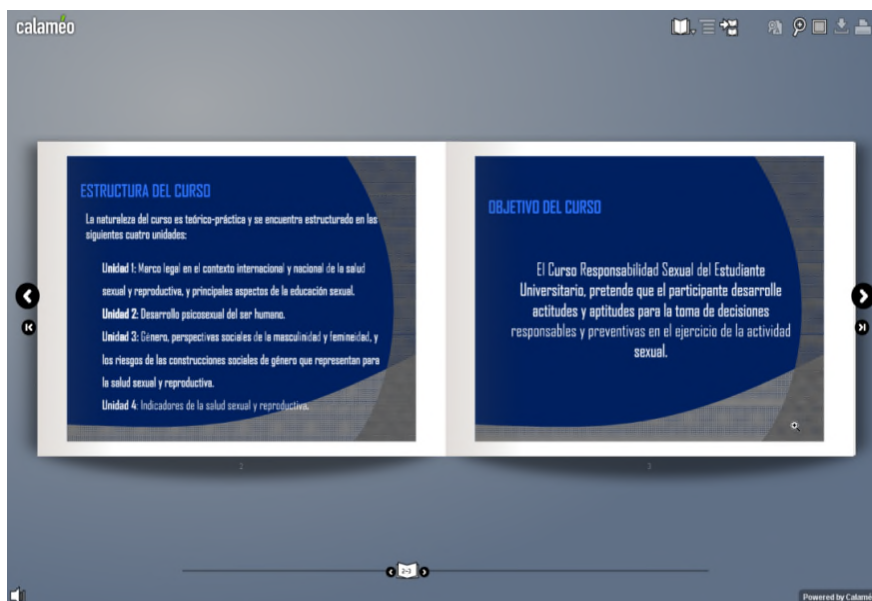 calaméo
ESTRUCTURA DEL CURSO
La naturaleza del curso es teórico-práctica y se encuentra estructurado en las
siguientes cuatro unidades:
Unidad 1: Marco legal en el contexto internacional y nacional de la salud
sexual y reproductiva, y principales aspectos de la educación sexual.
Unidad 2: Desarrollo psicosexual del ser humano.
Unidad 3: Género, perspectivas sociales de la masculinidad y femineidad, y
los riesgos de las construcciones sociales de género que representan para
la salud sexual y reproductiva.
Unidad 4: Indicadores de la salud sexual y reproductiva.
2
OBJETIVO DEL CURSO
El Curso Responsabilidad Sexual del Estudiante
Universitario, pretende que el participante desarrolle
actitudes y aptitudes para la toma de decisiones
responsables y preventivas en el ejercicio de la actividad
sexual.
3
2-3
Powered by Calamé